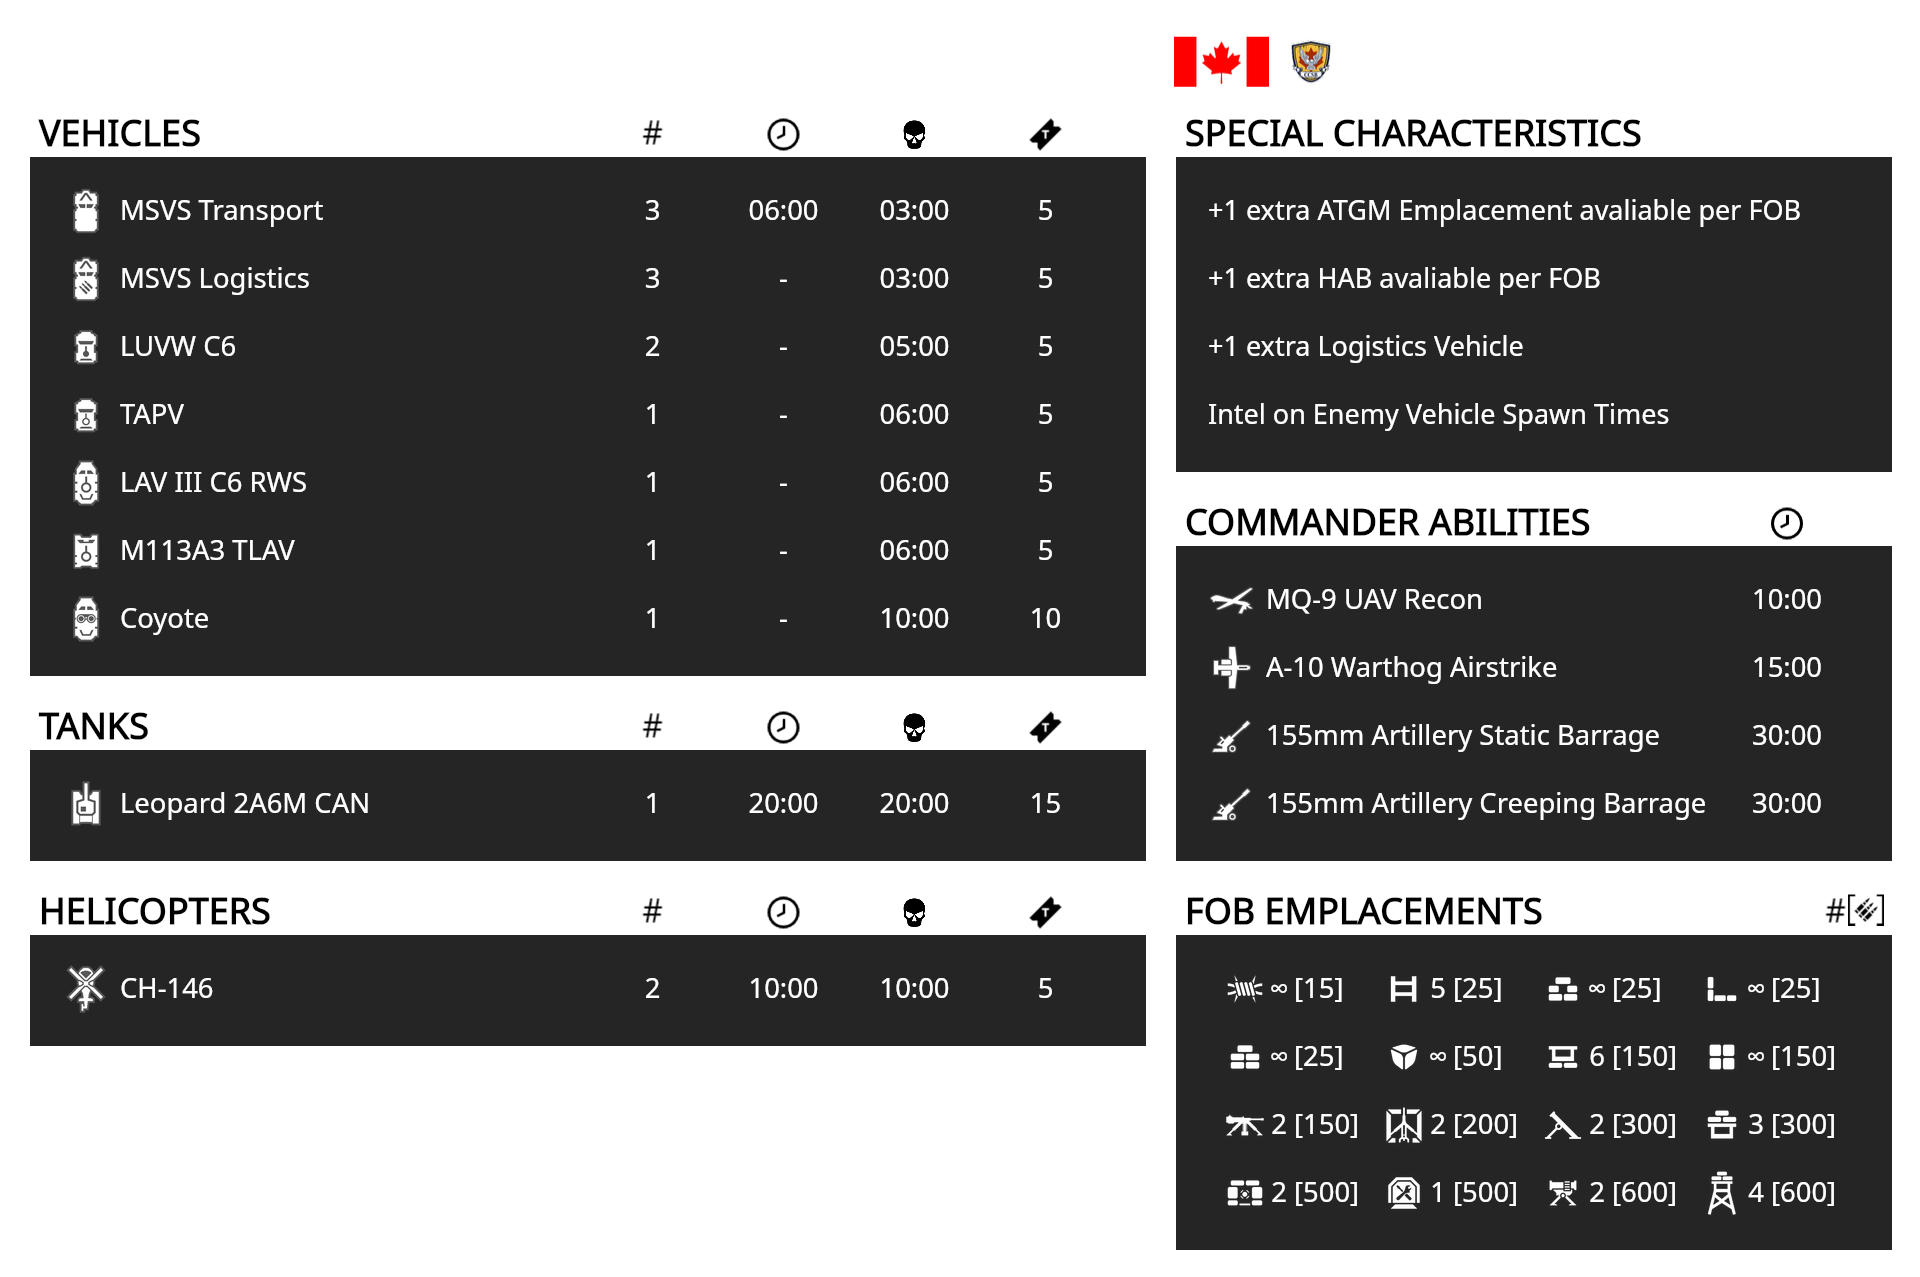 VEHICLES #
MSVS Transport 3 06:00 03:00 5
MSVS Logistics 3 - 03:00 5
LUVW C6 2 - 05:00 5
TAPV 1 - 06:00 5
LAV III C6 RWS 1 - 06:00 5
M113A3 TLAV 1 - 06:00 5
Coyote 1 - 10:00 10
TANKS #
Leopard 2A6M CAN 1 20:00 20:00 15
HELICOPTERS #
CH-146 2 10:00 10:00 5
SPECIAL CHARACTERISTICS
+1 extra ATGM Emplacement avaliable per FOB
+1 extra HAB avaliable per FOB
+1 extra Logistics Vehicle
Intel on Enemy Vehicle Spawn Times
COMMANDER ABILITIES
MQ-9 UAV Recon 10:00
A-10 Warthog Airstrike 15:00
155mm Artillery Static Barrage 30:00
155mm Artillery Creeping Barrage 30:00
FOB EMPLACEMENTS #[]
∞ [15] 5 [25] ∞ [25] ∞ [25]
∞ [25] ∞ [50] 6 [150] ∞ [150]
2 [150] 2 [200] 2 [300] 3 [300]
2 [500] 1 [500] 2 [600] 4 [600]